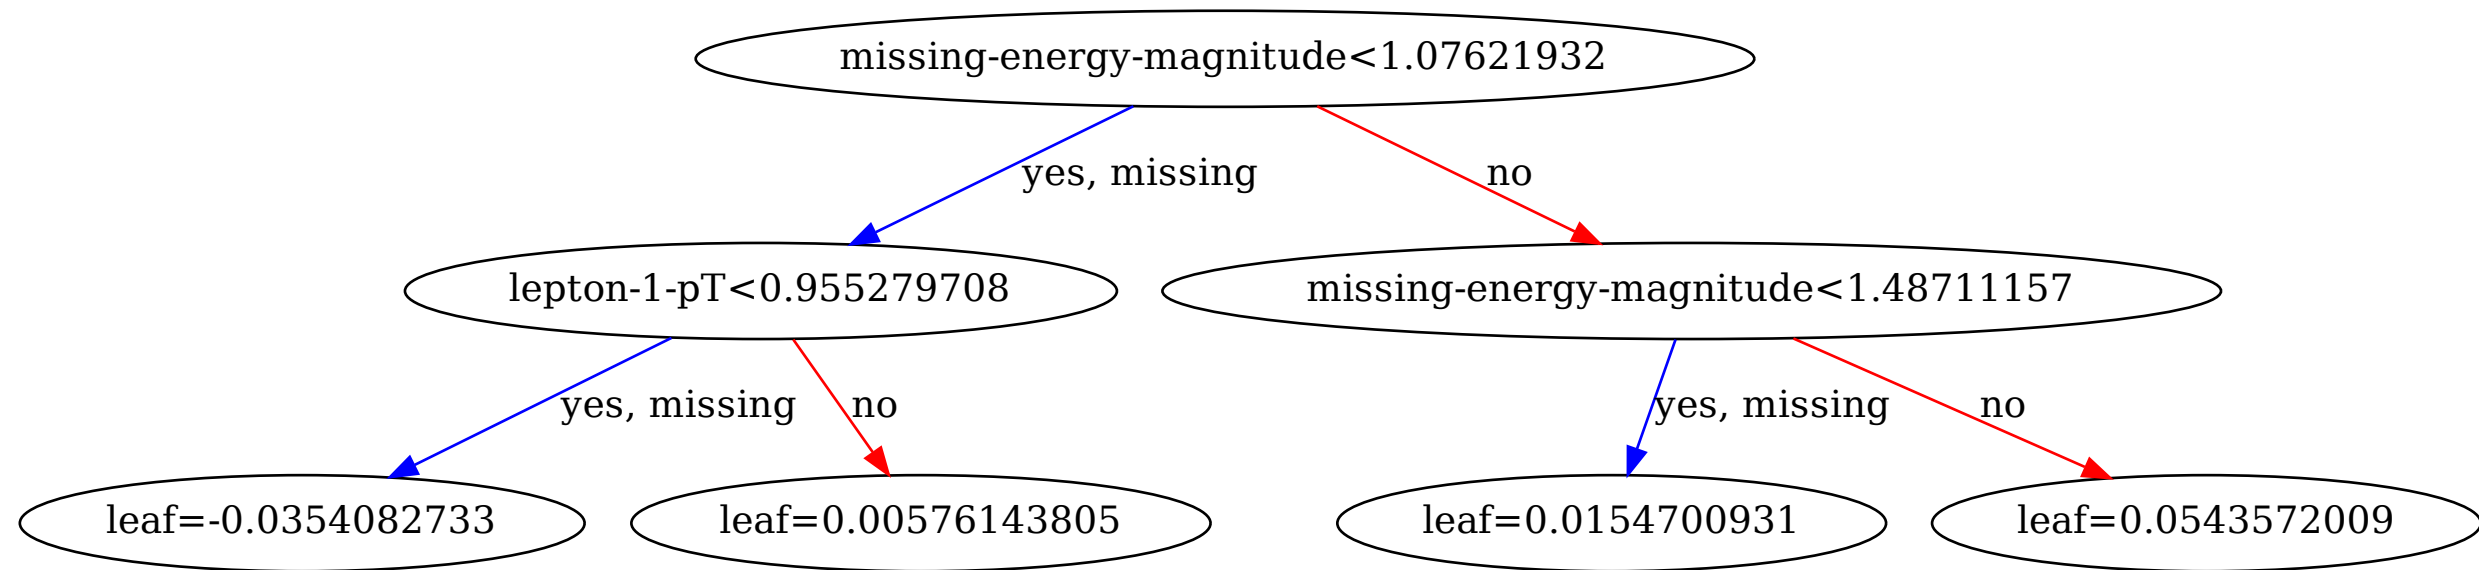 missing-energy-magnitude<1.07621932
yes, missing
no
lepton-1-pT<0.955279708
missing-energy-magnitude<1.48711157
yes, missing
no
yes, missing
no
leaf=-0.0354082733
leaf=0.00576143805
leaf=0.0154700931
leaf=0.0543572009